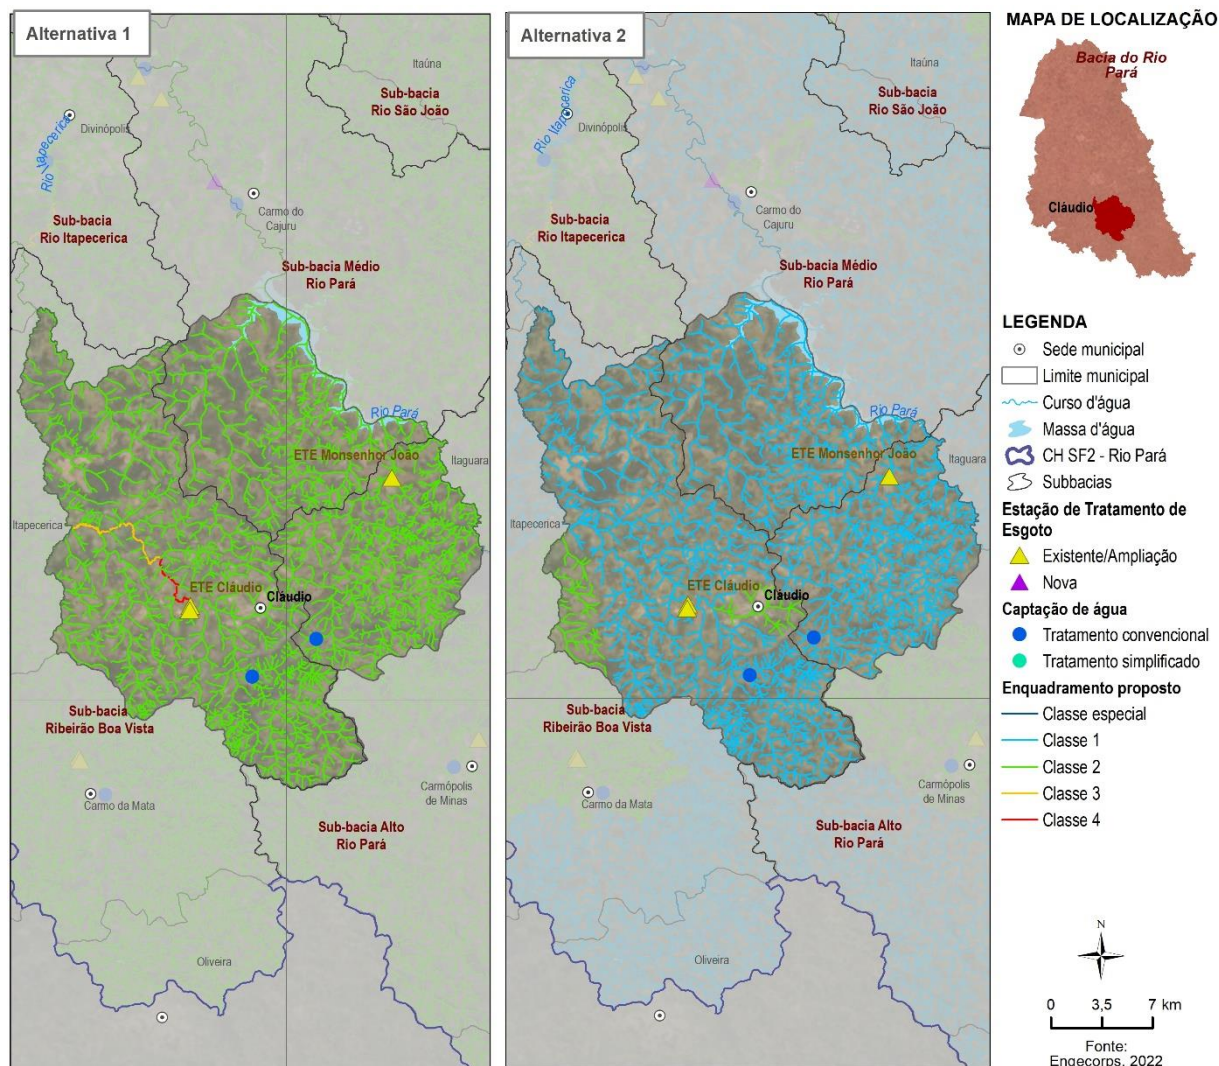 Alternativa 1
Itaúna
Sub-bacia
Rio São João
Rio Itapecerica
Divinópolis
Sub-bacia
Rio Itapecerica
Carmo do
Cajuru
Sub-bacia Médio
Rio Pará
Rio Pará
ETE Monsenhor João
Itaguara
Itapecerica
ETE Cláudio
Cláudio
Sub-bacia
Ribeirão Boa Vista
Carmo da Mata
Carmópolis
de Minas
Sub-bacia Alto
Rio Pará
Oliveira
Alternativa 2
Itaúna
Sub-bacia
Rio São João
Rio Itapecerica
Divinópolis
Sub-bacia
Rio Itapecerica
Carmo do
Cajuru
Sub-bacia Médio
Rio Pará
Rio Pará
ETE Monsenhor João
Itaguara
Itapecerica
ETE Cláudio
Cláudio
Sub-bacia
Ribeirão Boa Vista
Carmo da Mata
Carmópolis
de Minas
Sub-bacia Alto
Rio Pará
Oliveira
MAPA DE LOCALIZAÇÃO
Bacia do Rio
Pará
Cláudio
LEGENDA
Sede municipal
Limite municipal
Curso d'água
Massa d'água
CH SF2 - Rio Pará
Subbacias
Estação de Tratamento de
Esgoto
Existente/Ampliação
Nova
Captação de água
Tratamento convencional
Tratamento simplificado
Enquadramento proposto
Classe especial
Classe 1
Classe 2
Classe 3
Classe 4
N
0 3,5 7 km
Fonte:
Engecorps, 2022